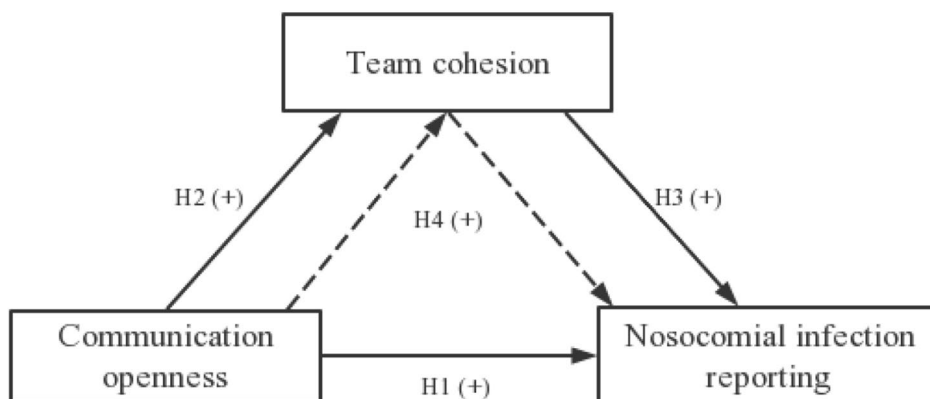 Team cohesion
H2 (+)
H4 (+)
H3 (+)
Communication
openness
H1 (+)
Nosocomial infection
reporting